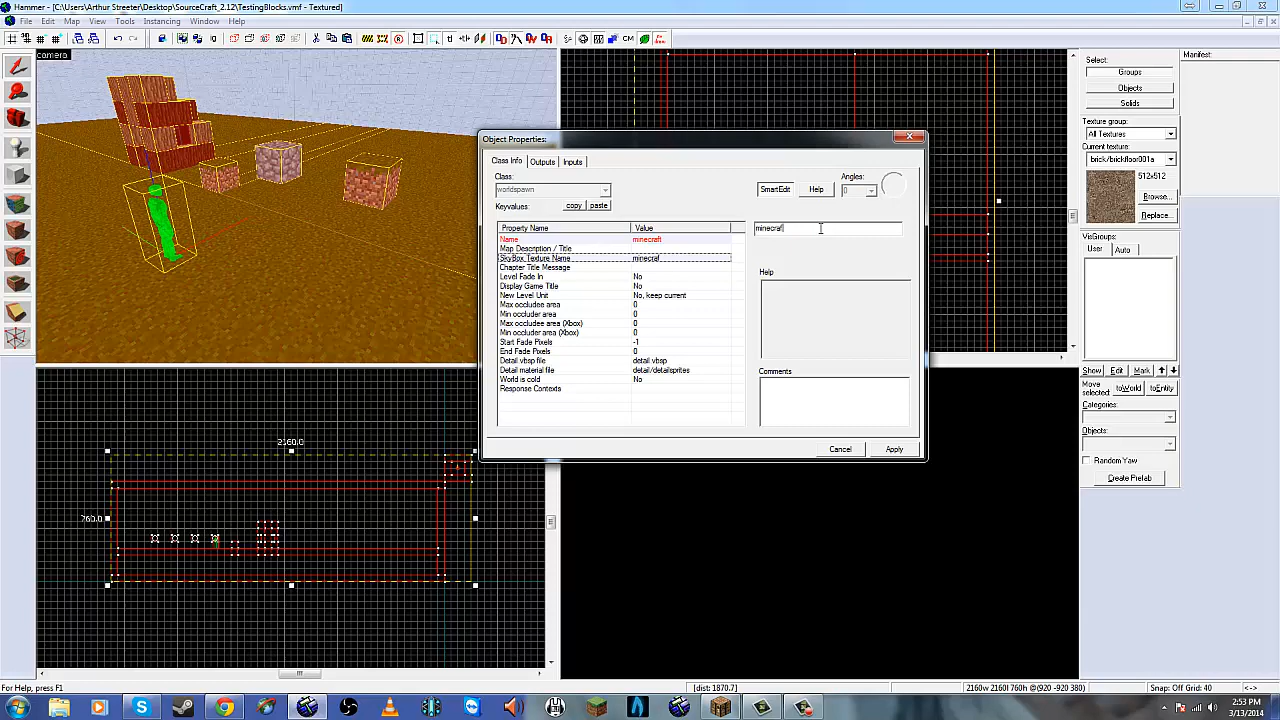 Hammer - [C:\Users\Arthur Streeter\Desktop\SourceCraft_2.12\TestingBlocks.vmf - Textured]
File Edit Map View Tools Instancing Window Help
CM
camera
Object Properties:
Class Info Outputs Inputs
Class:
worldspawn
SmartEdit Help
Angles:
0
Keyvalues: copy paste
Property Name Value
minecraf
Name minecraft
Map Description / Title
SkyBox Texture Name minecraf
Chapter Title Message
Level Fade In No
Display Game Title No
New Level Unit No, keep current
Max occludee area 0
Min occluder area 0
Max occludee area (Xbox) 0
Min occluder area (Xbox) 0
Start Fade Pixels -1
End Fade Pixels 0
Detail.vbsp file detail.vbsp
Detail material file detail/detailsprites
World is cold No
Response Contexts
Help
Comments
Cancel Apply
Select:
Groups
Objects
Solids
Texture group:
All Textures
Current texture:
brick/brickfloor001a
512x512
Browse...
Replace...
VisGroups:
User Auto
Show Edit Mark
Move selected: toWorld toEntity
Categories:
Objects:
Random Yaw
Create Prefab
Manifest:
2160.0
760.0
For Help, press F1
[dist: 1870.7]
2160w 2160l 760h @(920 -920 380)
Snap: Off Grid: 40
<->
2:53 PM
3/13/2014